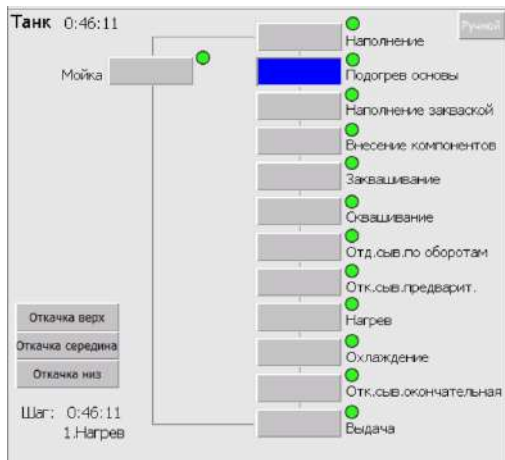 Танк 0:46:11
Ручной
Наполнение
Мойка
Подогрев основы
Наполнение закваской
Внесение компонентов
Заквашивание
Сквашивание
Отд.сыв.по оборотам
Отк.сыв.предварит.
Нагрев
Охлаждение
Отк.сыв.окончательная
Выдача
Откачка верх
Откачка середина
Откачка низ
Шаг: 0:46:11
1.Нагрев